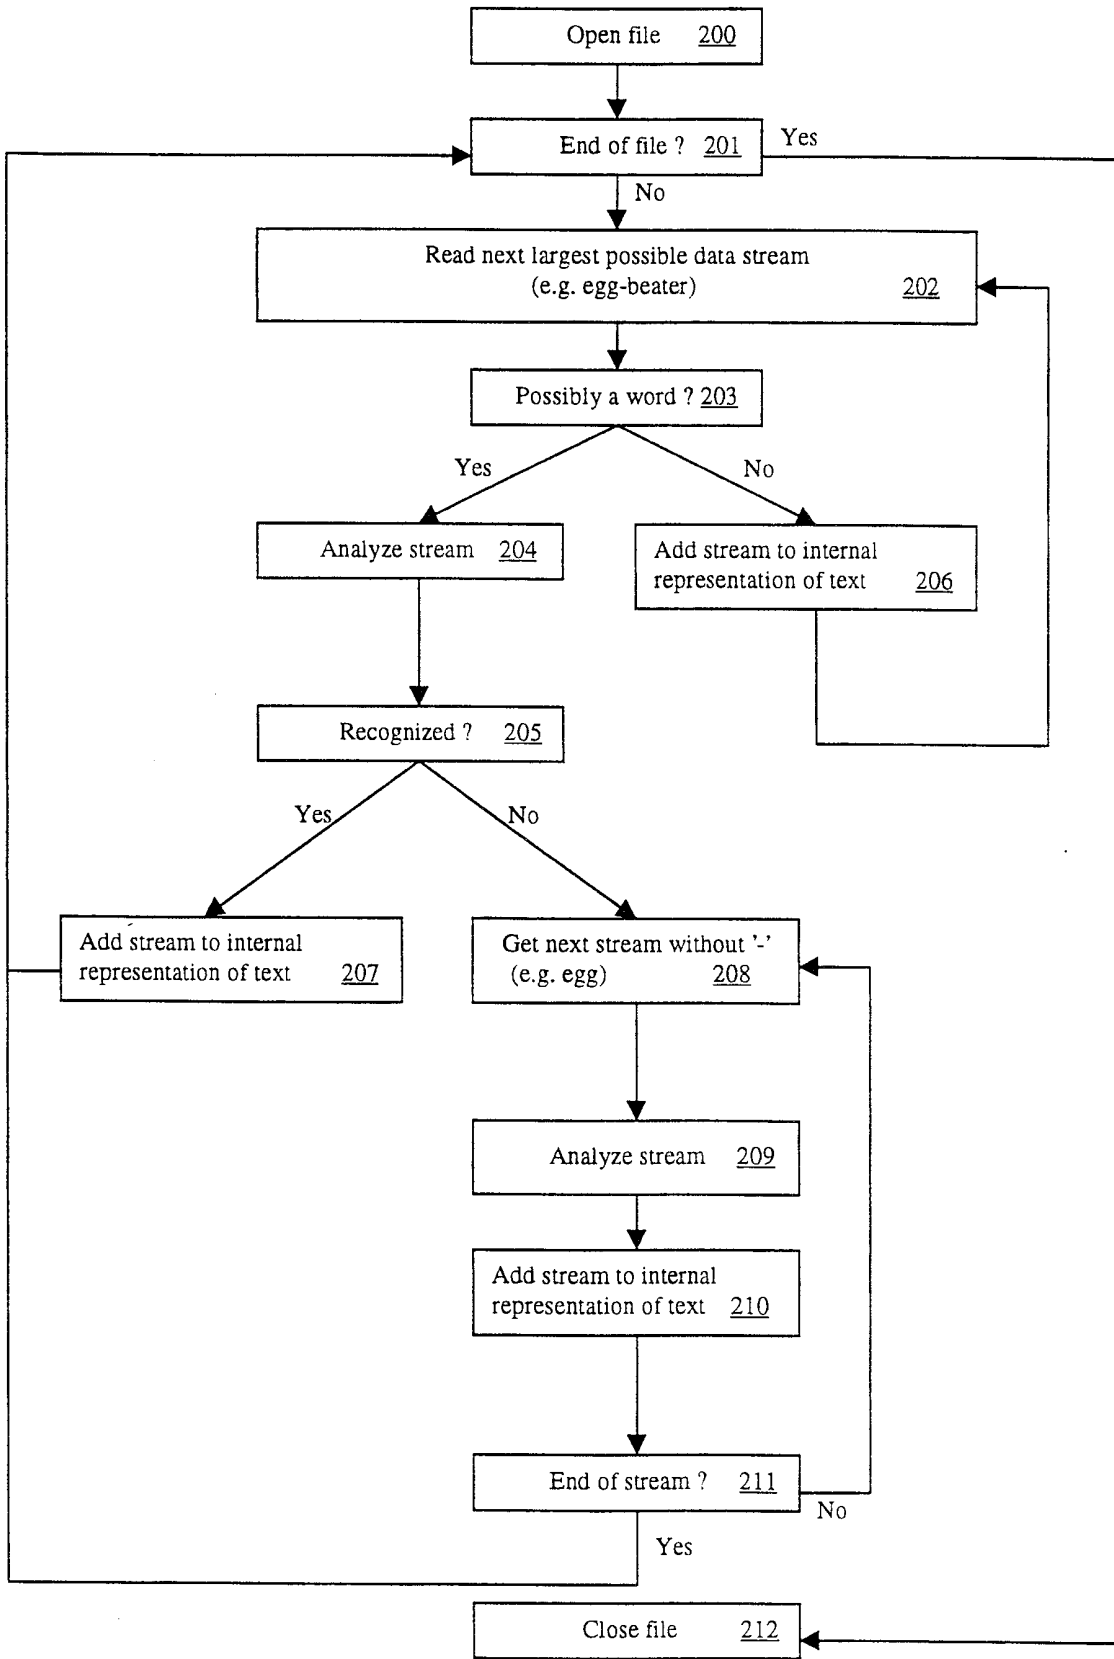 Open file 200
End of file ? 201
Yes
No
Read next largest possible data stream
(e.g. egg-beater) 202
Possibly a word ? 203
Yes
No
Analyze stream 204
Add stream to internal
representation of text 206
Recognized ? 205
Yes
No
Add stream to internal
representation of text 207
Get next stream without '-'
(e.g. egg) 208
Analyze stream 209
Add stream to internal
representation of text 210
End of stream ? 211
No
Yes
Close file 212